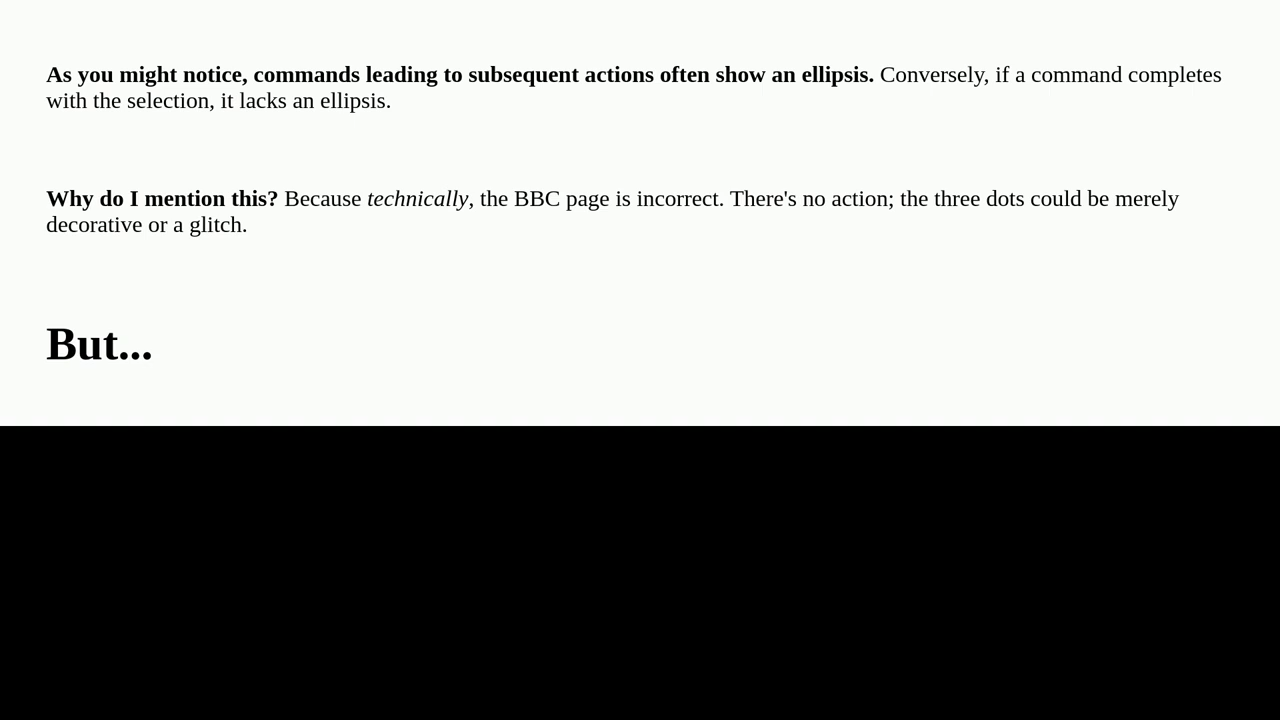 As you might notice, commands leading to subsequent actions often show an ellipsis. Conversely, if a command completes
with the selection, it lacks an ellipsis.
Why do I mention this? Because technically, the BBC page is incorrect. There's no action; the three dots could be merely
decorative or a glitch.
But...